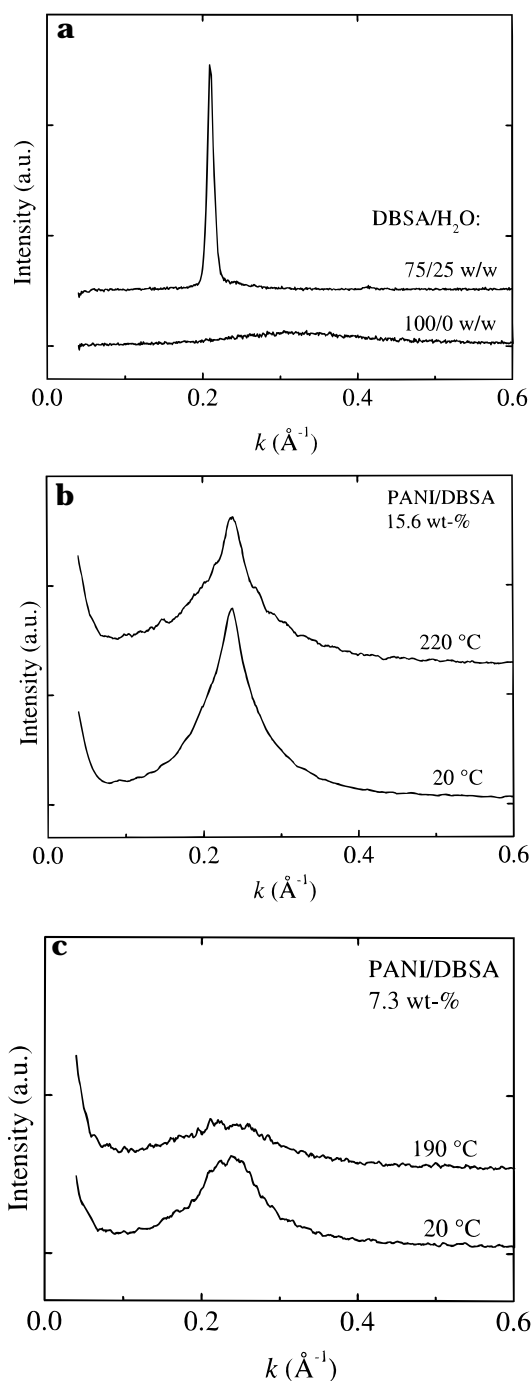 a
Intensity (a.u.)
DBSA/H₂O:
75/25 w/w
100/0 w/w
0.0 0.2 0.4 0.6
k (Å⁻¹)
b
Intensity (a.u.)
PANI/DBSA
15.6 wt-%
220 °C
20 °C
0.0 0.2 0.4 0.6
k (Å⁻¹)
c
Intensity (a.u.)
PANI/DBSA
7.3 wt-%
190 °C
20 °C
0.0 0.2 0.4 0.6
k (Å⁻¹)